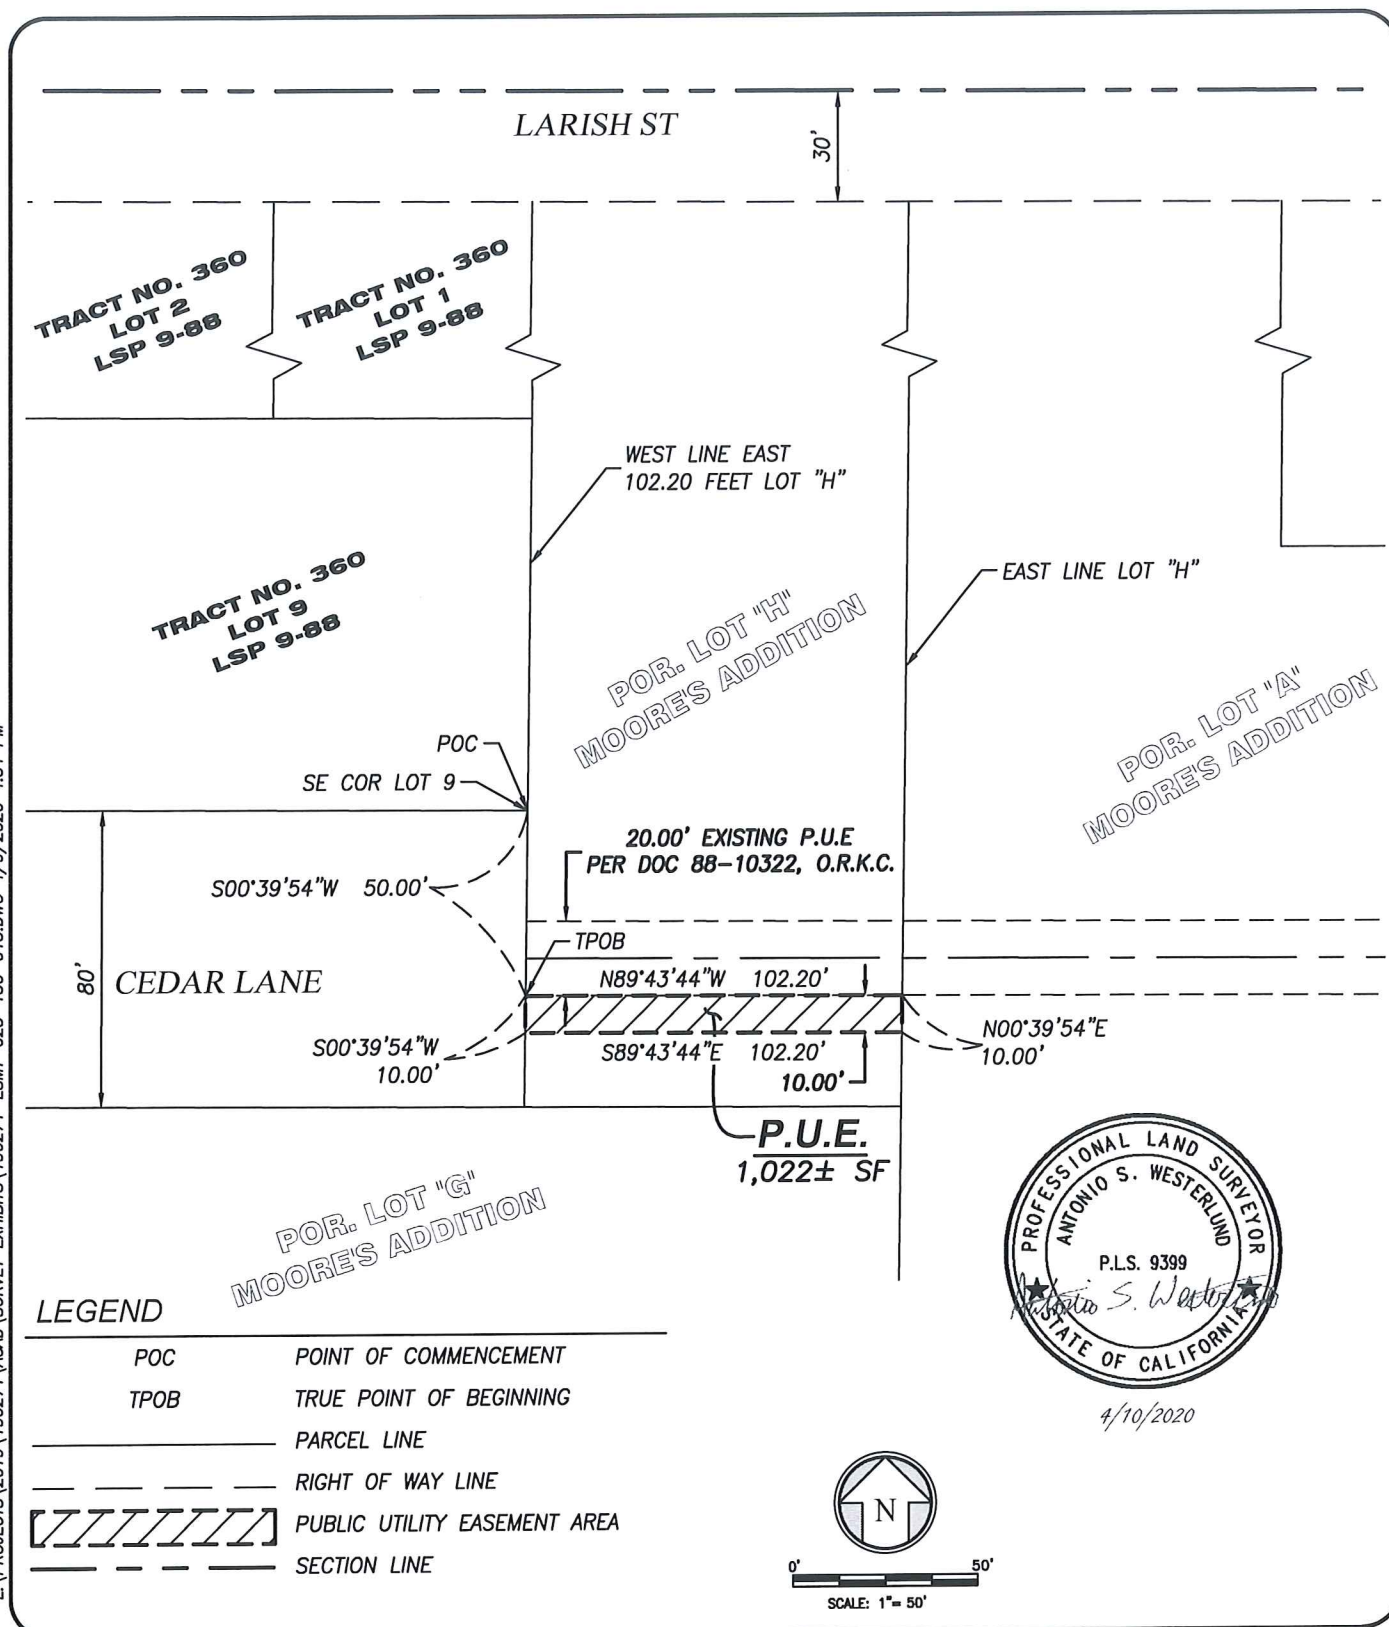 LARISH ST
30'
TRACT NO. 360
LOT 2
LSP 9-88
TRACT NO. 360
LOT 1
LSP 9-88
WEST LINE EAST
102.20 FEET LOT "H"
EAST LINE LOT "H"
TRACT NO. 360
LOT 9
LSP 9-88
POR. LOT "H"
MOORE'S ADDITION
POR. LOT "A"
MOORE'S ADDITION
POC
SE COR LOT 9
20.00' EXISTING P.U.E
PER DOC 88-10322, O.R.K.C.
S00°39'54"W 50.00'
TPOB
80'
CEDAR LANE
N89°43'44"W 102.20'
S00°39'54"W
10.00'
S89°43'44"E 102.20'
10.00'
N00°39'54"E
10.00'
P.U.E.
1,022± SF
POR. LOT "G"
MOORE'S ADDITION
PROFESSIONAL LAND SURVEYOR
ANTONIO S. WESTERLUND
P.L.S. 9399
Antonio S. Westerlund
STATE OF CALIFORNIA
4/10/2020
LEGEND
POC POINT OF COMMENCEMENT
TPOB TRUE POINT OF BEGINNING
PARCEL LINE
RIGHT OF WAY LINE
PUBLIC UTILITY EASEMENT AREA
SECTION LINE
N
0' 50'
SCALE: 1"= 50'